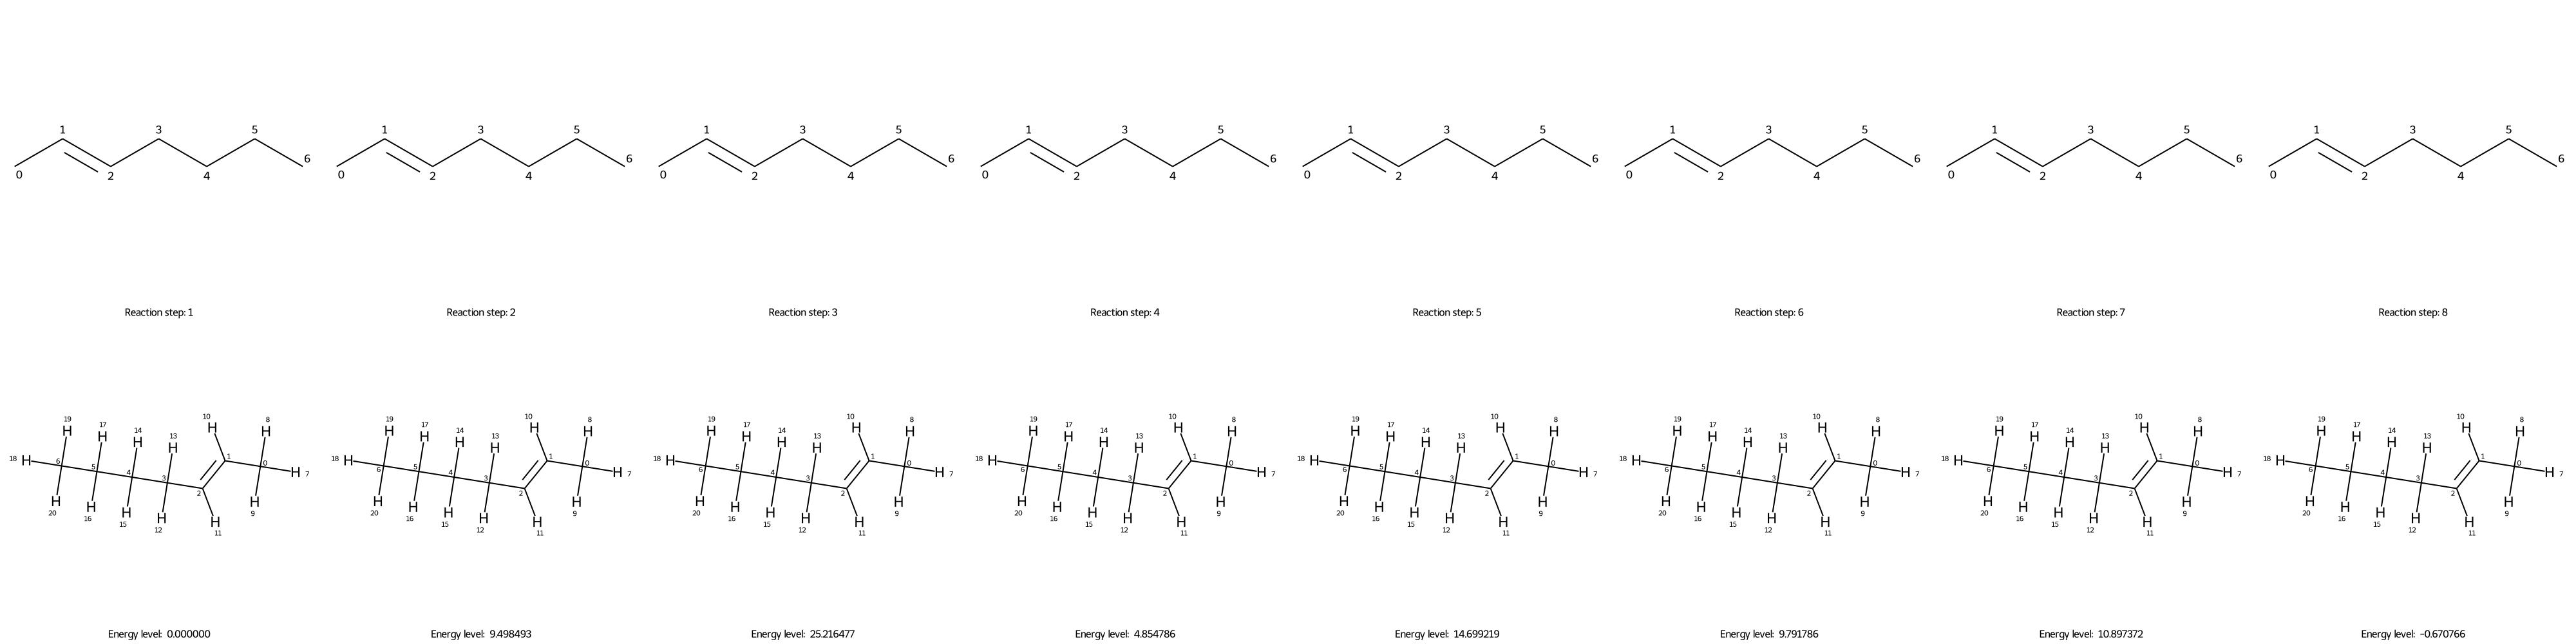 1 3 5 1 3 5 1 3 5 1 3 5 1 3 5 1 3 5 1 3 5 1 3 5
6 6 6 6 6 6 6 6
0 2 4 0 2 4 0 2 4 0 2 4 0 2 4 0 2 4 0 2 4 0 2 4
Reaction step: 1 Reaction step: 2 Reaction step: 3 Reaction step: 4 Reaction step: 5 Reaction step: 6 Reaction step: 7 Reaction step: 8
19 17 14 13 10 8 19 17 14 13 10 8 19 17 14 13 10 8 19 17 14 13 10 8 19 17 14 13 10 8 19 17 14 13 10 8 19 17 14 13 10 8 19 17 14 13 10 8
H H H H H H H H H H H H H H H H H H H H H H H H H H H H H H H H H H H H H H H H H H H H H H H H
18 H 6 5 4 3 2 1 0 H 7 18 H 6 5 4 3 2 1 0 H 7 18 H 6 5 4 3 2 1 0 H 7 18 H 6 5 4 3 2 1 0 H 7 18 H 6 5 4 3 2 1 0 H 7 18 H 6 5 4 3 2 1 0 H 7 18 H 6 5 4 3 2 1 0 H 7 18 H 6 5 4 3 2 1 0 H 7
H H H H H H H H H H H H H H H H H H H H H H H H H H H H H H H H H H H H H H H H H H H H H H H H
20 16 15 12 11 9 20 16 15 12 11 9 20 16 15 12 11 9 20 16 15 12 11 9 20 16 15 12 11 9 20 16 15 12 11 9 20 16 15 12 11 9 20 16 15 12 11 9
Energy level: 0.000000 Energy level: 9.498493 Energy level: 25.216477 Energy level: 4.854786 Energy level: 14.699219 Energy level: 9.791786 Energy level: 10.897372 Energy level: −0.670766